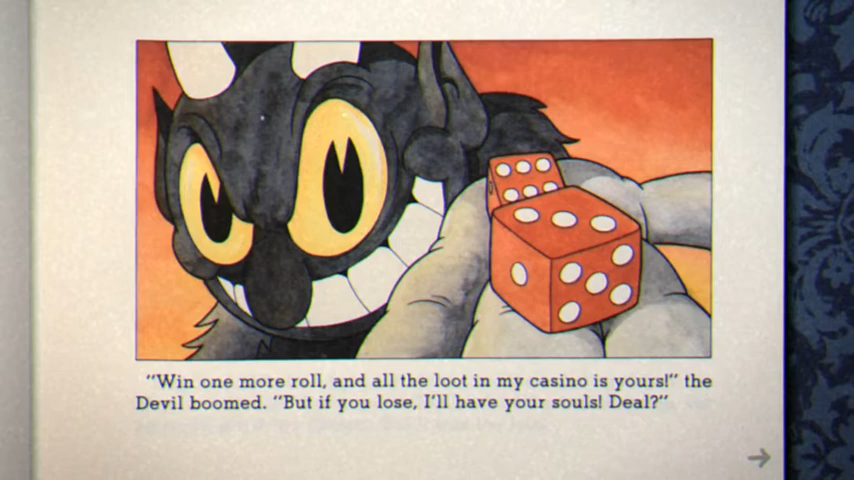 "Win one more roll, and all the loot in my casino is yours!" the
Devil boomed. "But if you lose, I'll have your souls! Deal?"